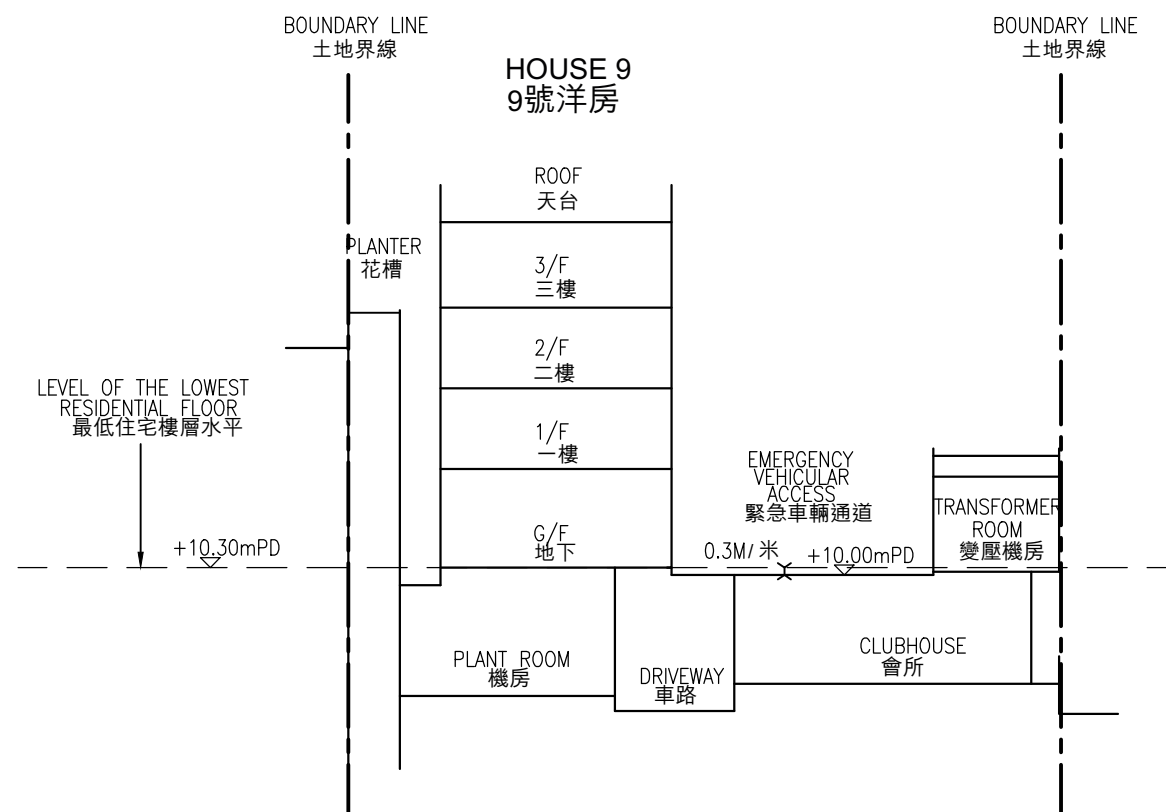 BOUNDARY LINE
土地界線
BOUNDARY LINE
土地界線
HOUSE 9
9號洋房
ROOF
天台
PLANTER
花槽
3/F
三樓
2/F
二樓
LEVEL OF THE LOWEST
RESIDENTIAL FLOOR
最低住宅樓層水平
1/F
一樓
EMERGENCY
VEHICULAR
ACCESS
緊急車輛通道
TRANSFORMER
ROOM
變壓機房
G/F
地下
+10.30mPD
0.3M/米
+10.00mPD
PLANT ROOM
機房
DRIVEWAY
車路
CLUBHOUSE
會所